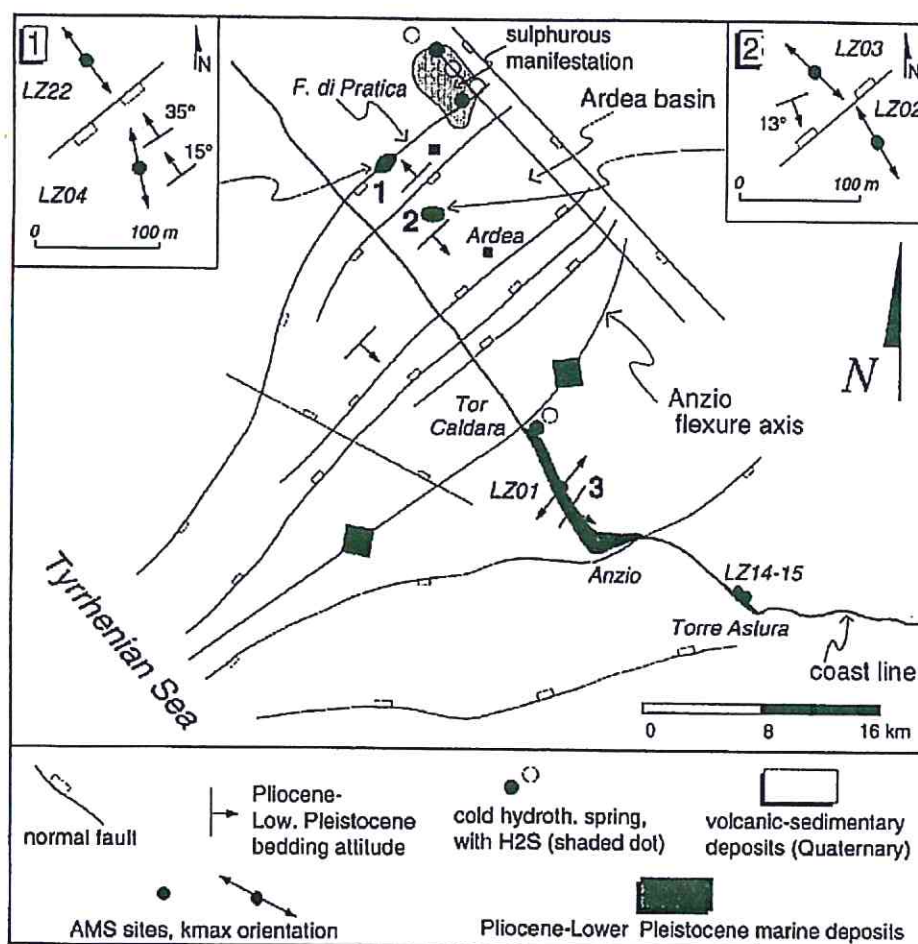 1
N
LZ22
35°
15°
LZ04
0 100 m
sulphurous
manifestation
F. di Pratica
Ardea basin
2
LZ03
N
LZ02
13°
0 100 m
1
2
Ardea
N
Tor
Caldara
Anzio
flexure axis
LZ01
3
Anzio
LZ14-15
Torre Aslura
coast line
Tyrrhenian Sea
0 8 16 km
normal fault
Pliocene-
Low. Pleistocene
bedding attitude
cold hydroth. spring,
with H2S (shaded dot)
volcanic-sedimentary
deposits (Quaternary)
AMS sites, kmax orientation
Pliocene-Lower Pleistocene marine deposits